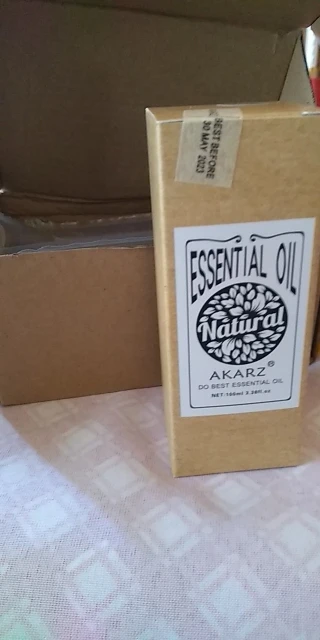 BEST BEFORE
30 MAY 2023
ESSENTIAL OIL
Natural
AKARZ®
DO BEST ESSENTIAL OIL
NET:100ml 3.38fl.oz